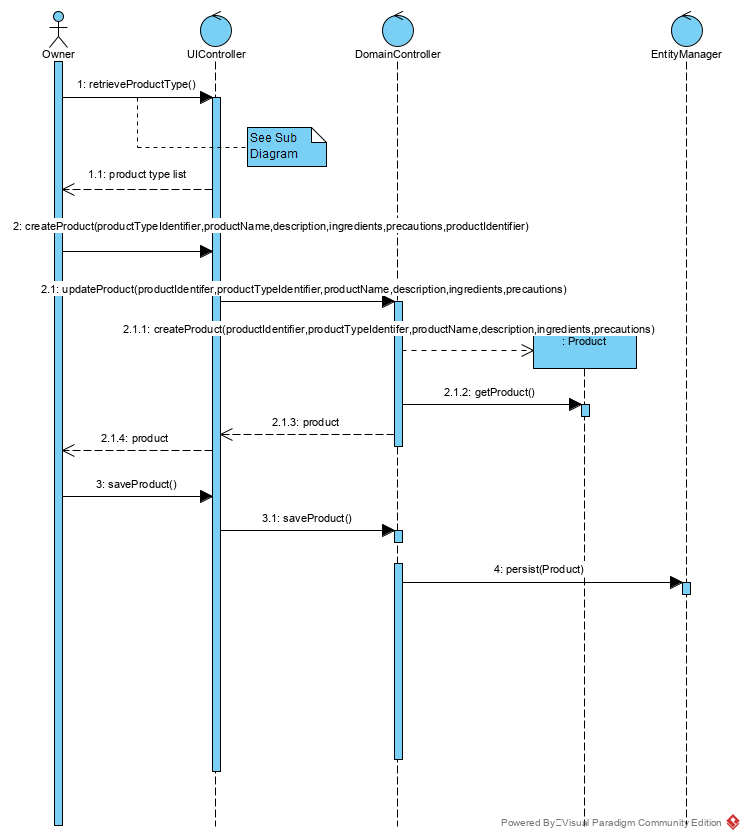 Owner
UIController
DomainController
EntityManager
1: retrieveProductType()
See Sub
Diagram
1.1: product type list
2: createProduct(productTypeIdentifier,productName,description,ingredients,precautions,productIdentifier)
2.1: updateProduct(productIdentifer,productTypeIdentifier,productName,description,ingredients,precautions)
2.1.1: createProduct(productIdentifier,productTypeIdentifer,productName,description,ingredients,precautions)
: Product
2.1.2: getProduct()
2.1.3: product
2.1.4: product
3: saveProduct()
3.1: saveProduct()
4: persist(Product)
Powered By Visual Paradigm Community Edition